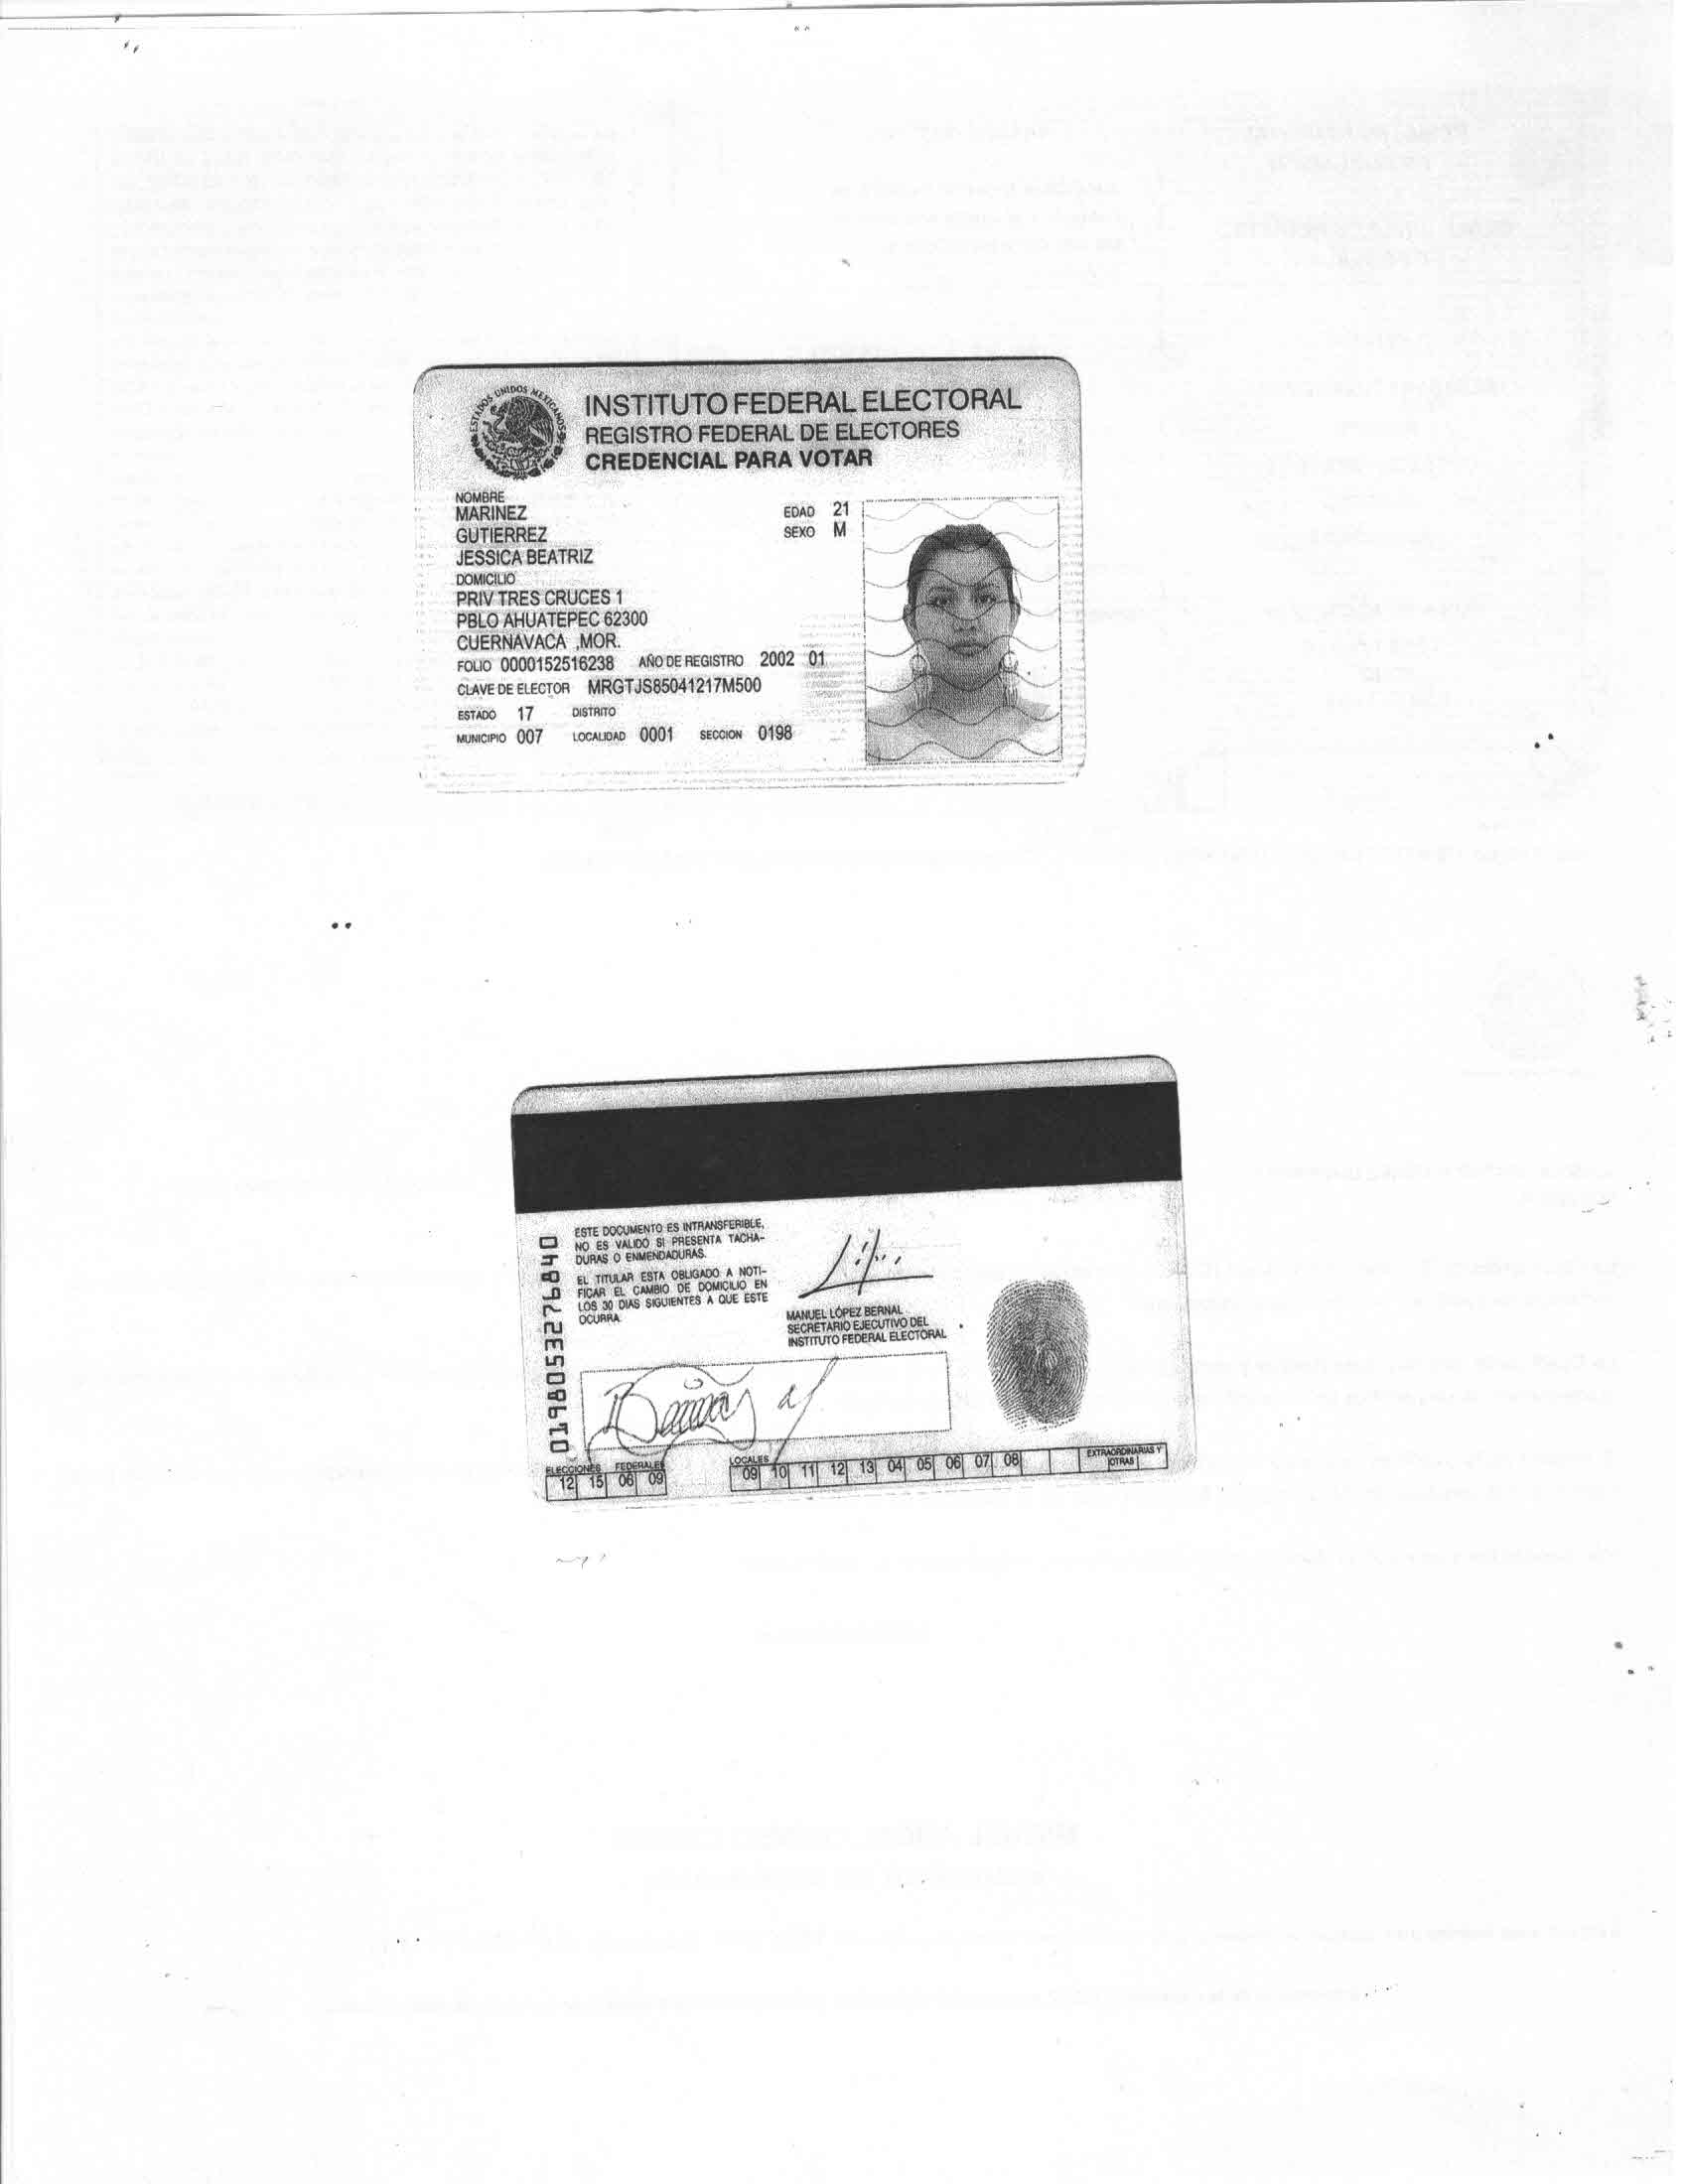 ESTADOS UNIDOS MEXICANOS
INSTITUTO FEDERAL ELECTORAL
REGISTRO FEDERAL DE ELECTORES
CREDENCIAL PARA VOTAR
NOMBRE
MARINEZ
GUTIERREZ
JESSICA BEATRIZ
EDAD 21
SEXO M
DOMICILIO
PRIV TRES CRUCES 1
PBLO AHUATEPEC 62300
CUERNAVACA ,MOR.
FOLIO 0000152516238 AÑO DE REGISTRO 2002 01
CLAVE DE ELECTOR MRGTJS85041217M500
ESTADO 17 DISTRITO
MUNICIPIO 007 LOCALIDAD 0001 SECCION 0198
0198053276840
ESTE DOCUMENTO ES INTRANSFERIBLE,
NO ES VALIDO SI PRESENTA TACHA-
DURAS O ENMENDADURAS.
EL TITULAR ESTA OBLIGADO A NOTI-
FICAR EL CAMBIO DE DOMICILIO EN
LOS 30 DIAS SIGUIENTES A QUE ESTE
OCURRA.
MANUEL LÓPEZ BERNAL
SECRETARIO EJECUTIVO DEL
INSTITUTO FEDERAL ELECTORAL
ELECCIONES FEDERALES
12 15 06 09
LOCALES
09 10 11 12 13 04 05 06 07 08
EXTRAORDINARIAS Y
OTRAS